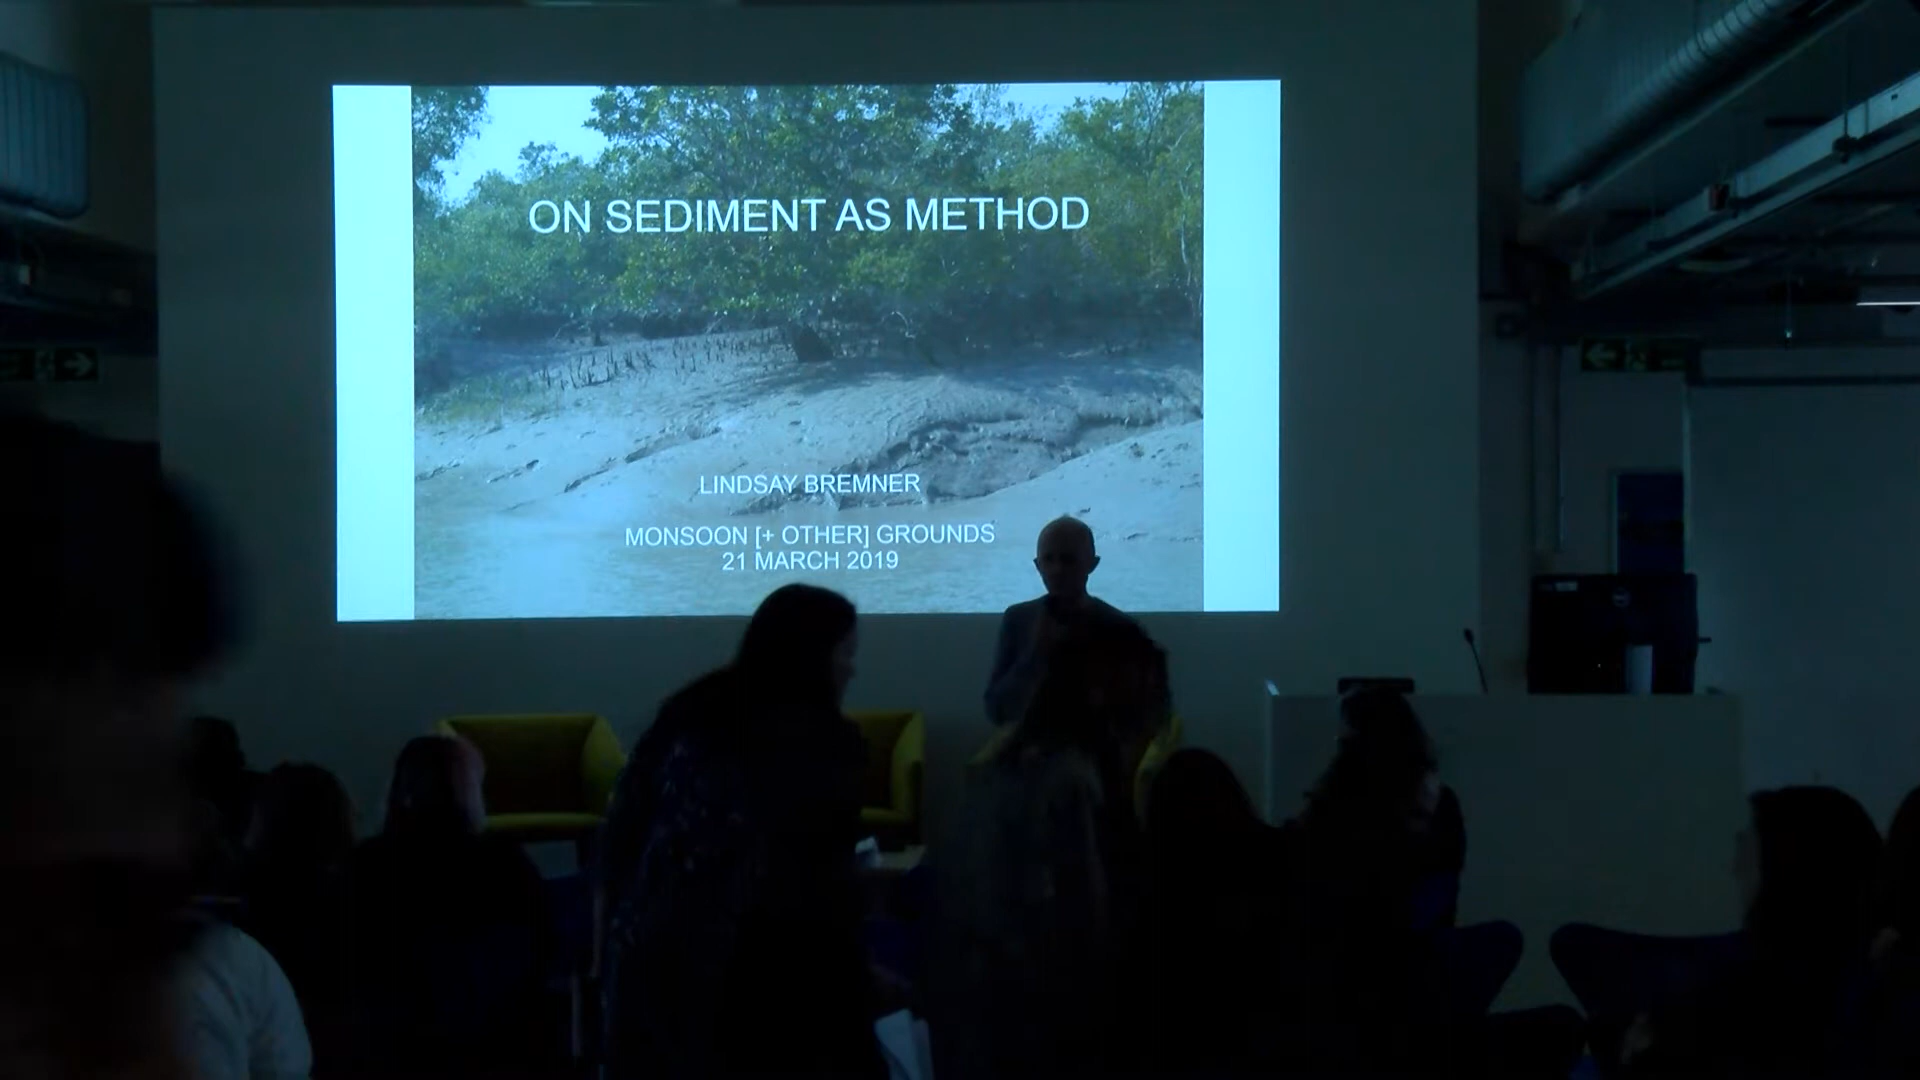 ON SEDIMENT AS METHOD
LINDSAY BREMNER
MONSOON [+ OTHER] GROUNDS
21 MARCH 2019